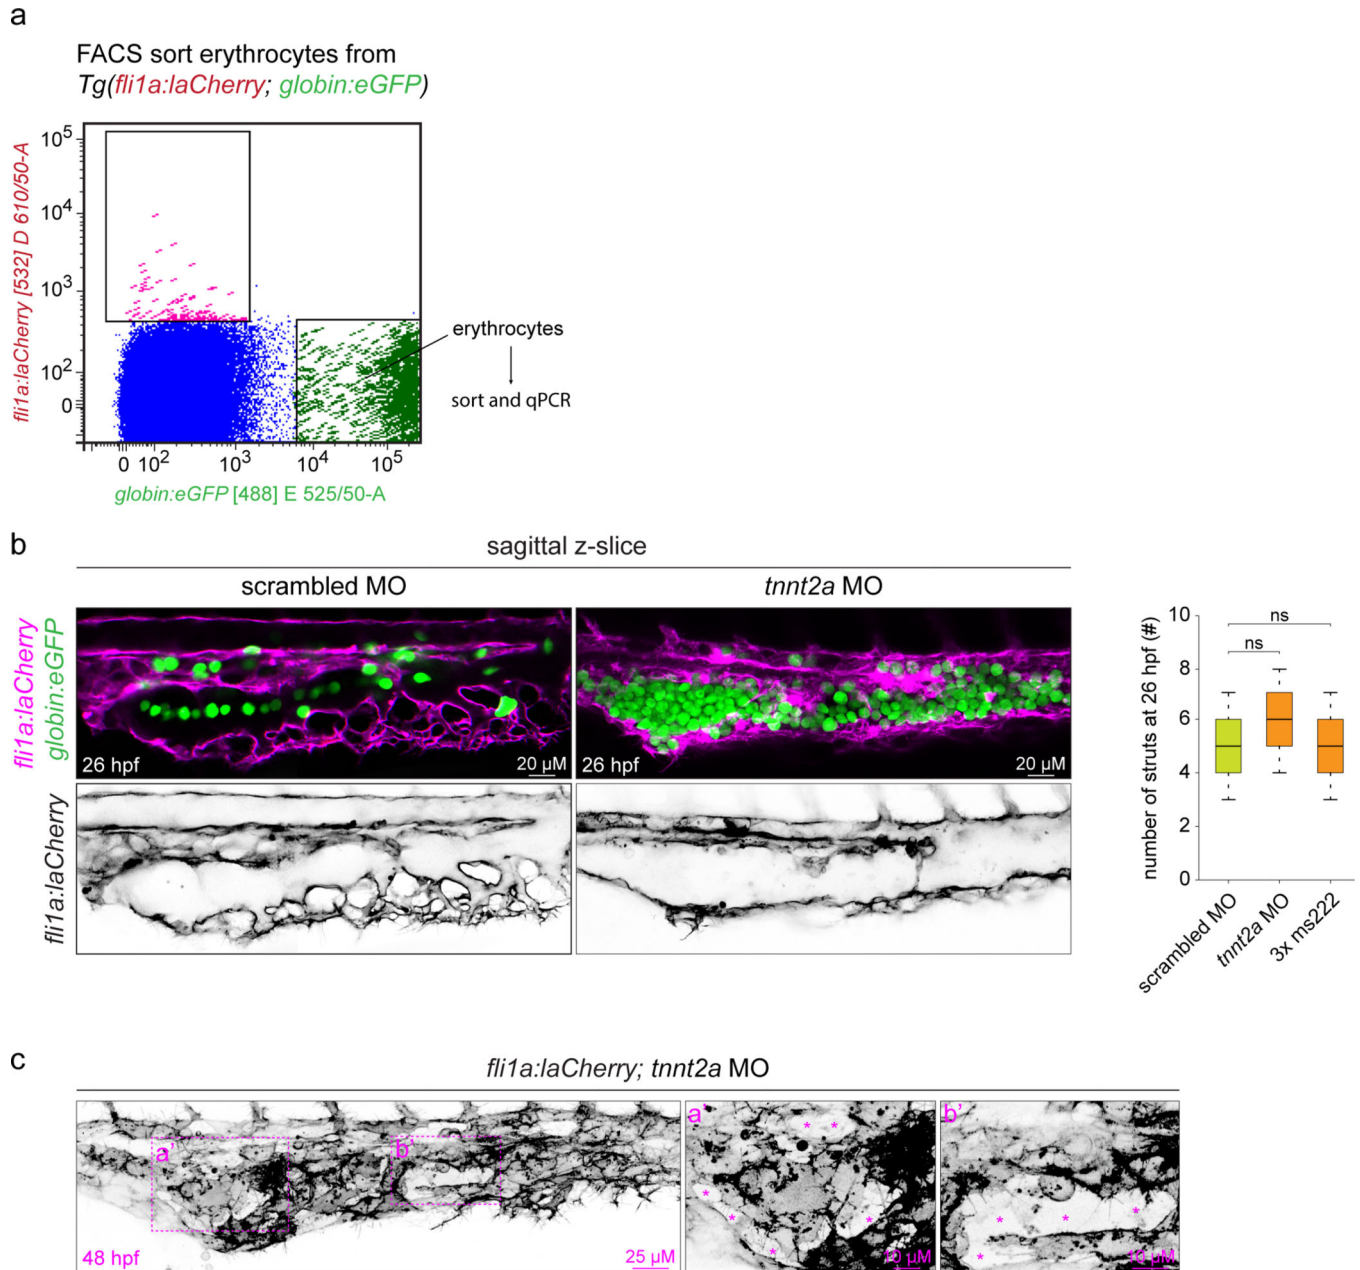 a
FACS sort erythrocytes from
Tg(fli1a:laCherry; globin:eGFP)
fli1a:laCherry [532] D 610/50-A
10^5
10^4
10^3
10^2
0
0 10^2 10^3 10^4 10^5
globin:eGFP [488] E 525/50-A
erythrocytes
sort and qPCR
b
sagittal z-slice
scrambled MO
tnnt2a MO
fli1a:laCherry
globin:eGFP
26 hpf
20 µM
26 hpf
20 µM
fli1a:laCherry
number of struts at 26 hpf (#)
10
8
6
4
2
0
ns
ns
scrambled MO
tnnt2a MO
3x ms222
c
fli1a:laCherry; tnnt2a MO
a'
b'
48 hpf
25 µM
a'
* *
*
*
*
*
10 µM
b'
* * *
*
10 µM